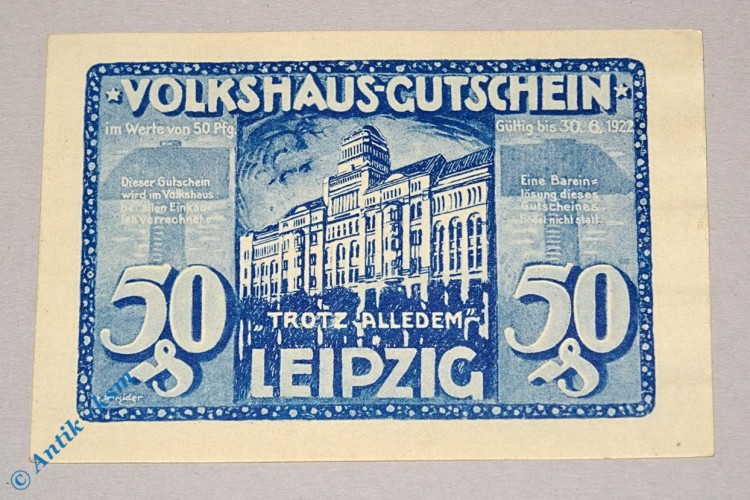 VOLKSHAUS-GUTSCHEIN
im Werte von 50 Pfg.
Gültig bis 30. 6. 1922
Dieser Gutschein
wird im Volkshaus
bei allen Einkäu=
fen verrechnet.
Eine Barein=
lösung dieses
Gutscheines
findet nicht statt.
50
50
„TROTZ ALLEDEM"
LEIPZIG
© Antik